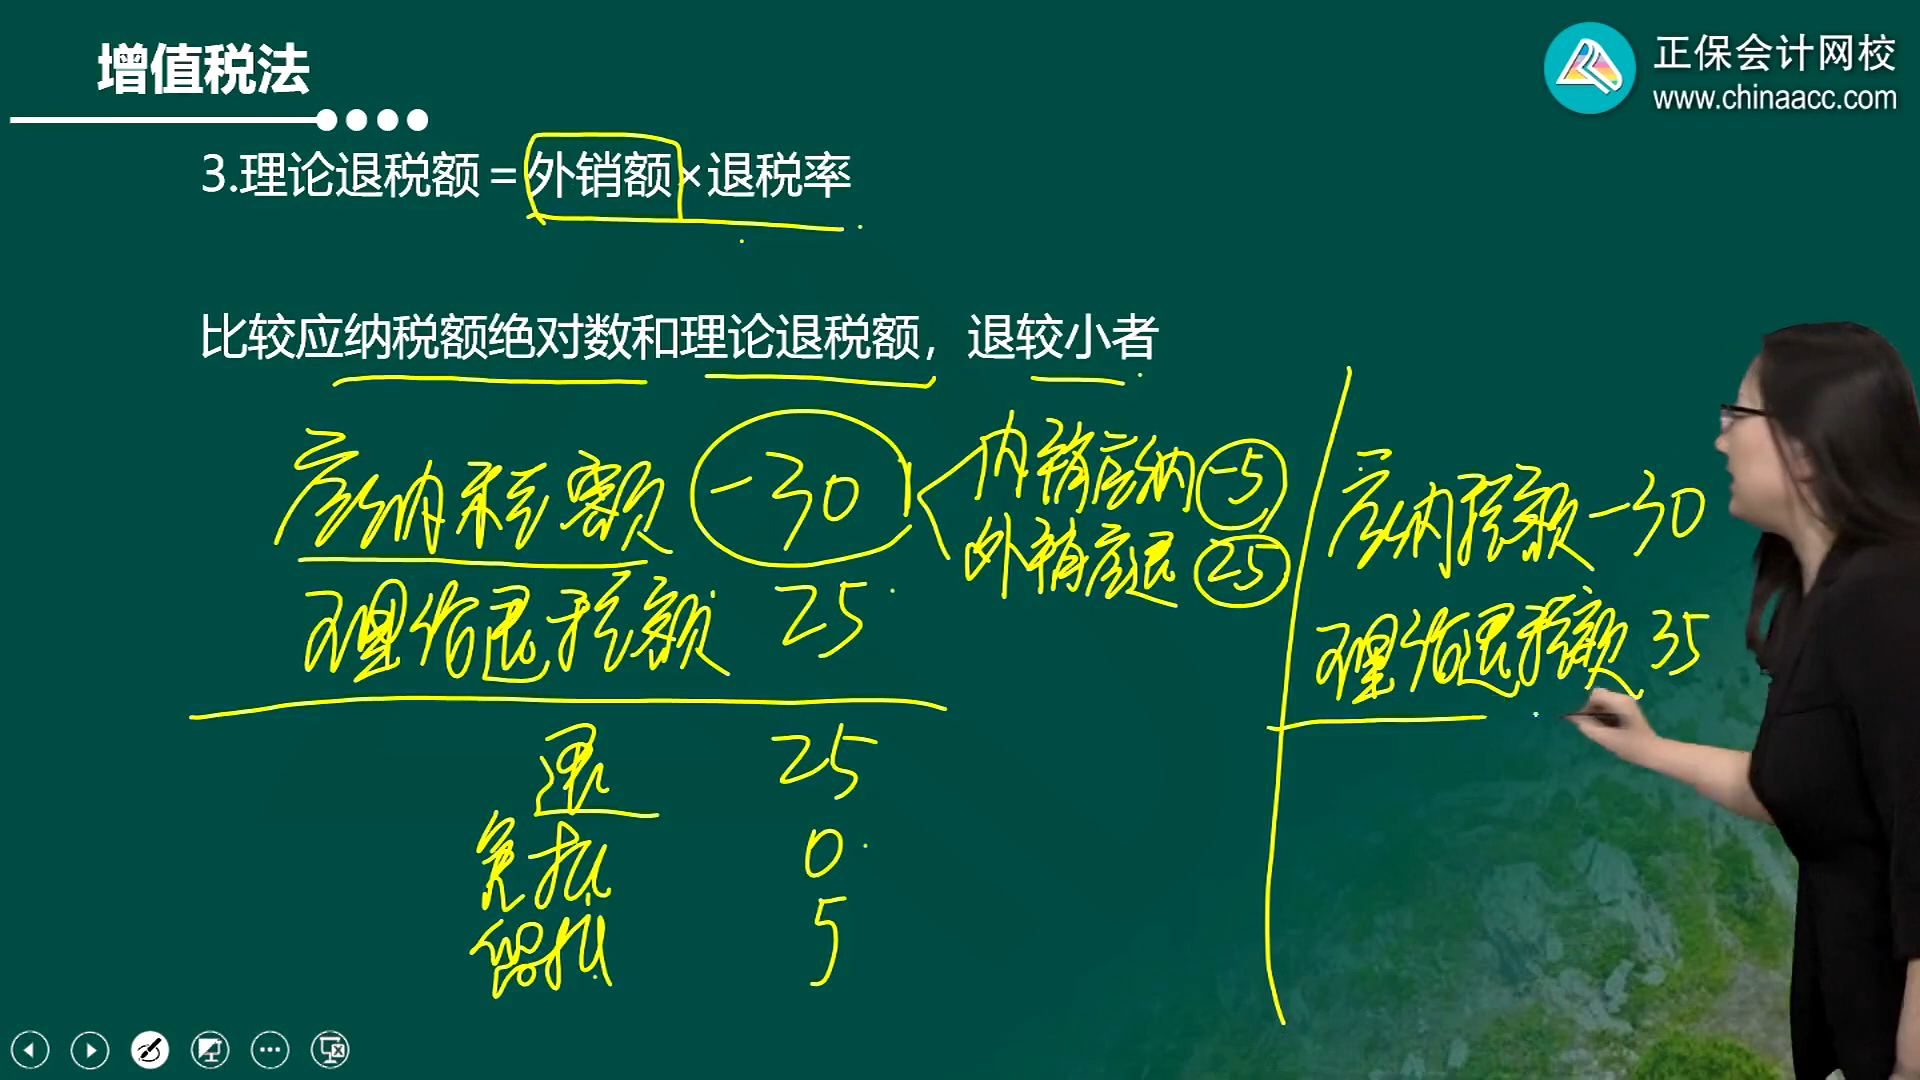 增值税法
正保会计网校
www.chinaacc.com
3.理论退税额=外销额×退税率
比较应纳税额绝对数和理论退税额，退较小者
应纳税额 -30
内销应纳 -5
外销应退 25
理论退税额 25
退 25
免抵 0
留抵 5
应纳税额 -30
理论退税额 35